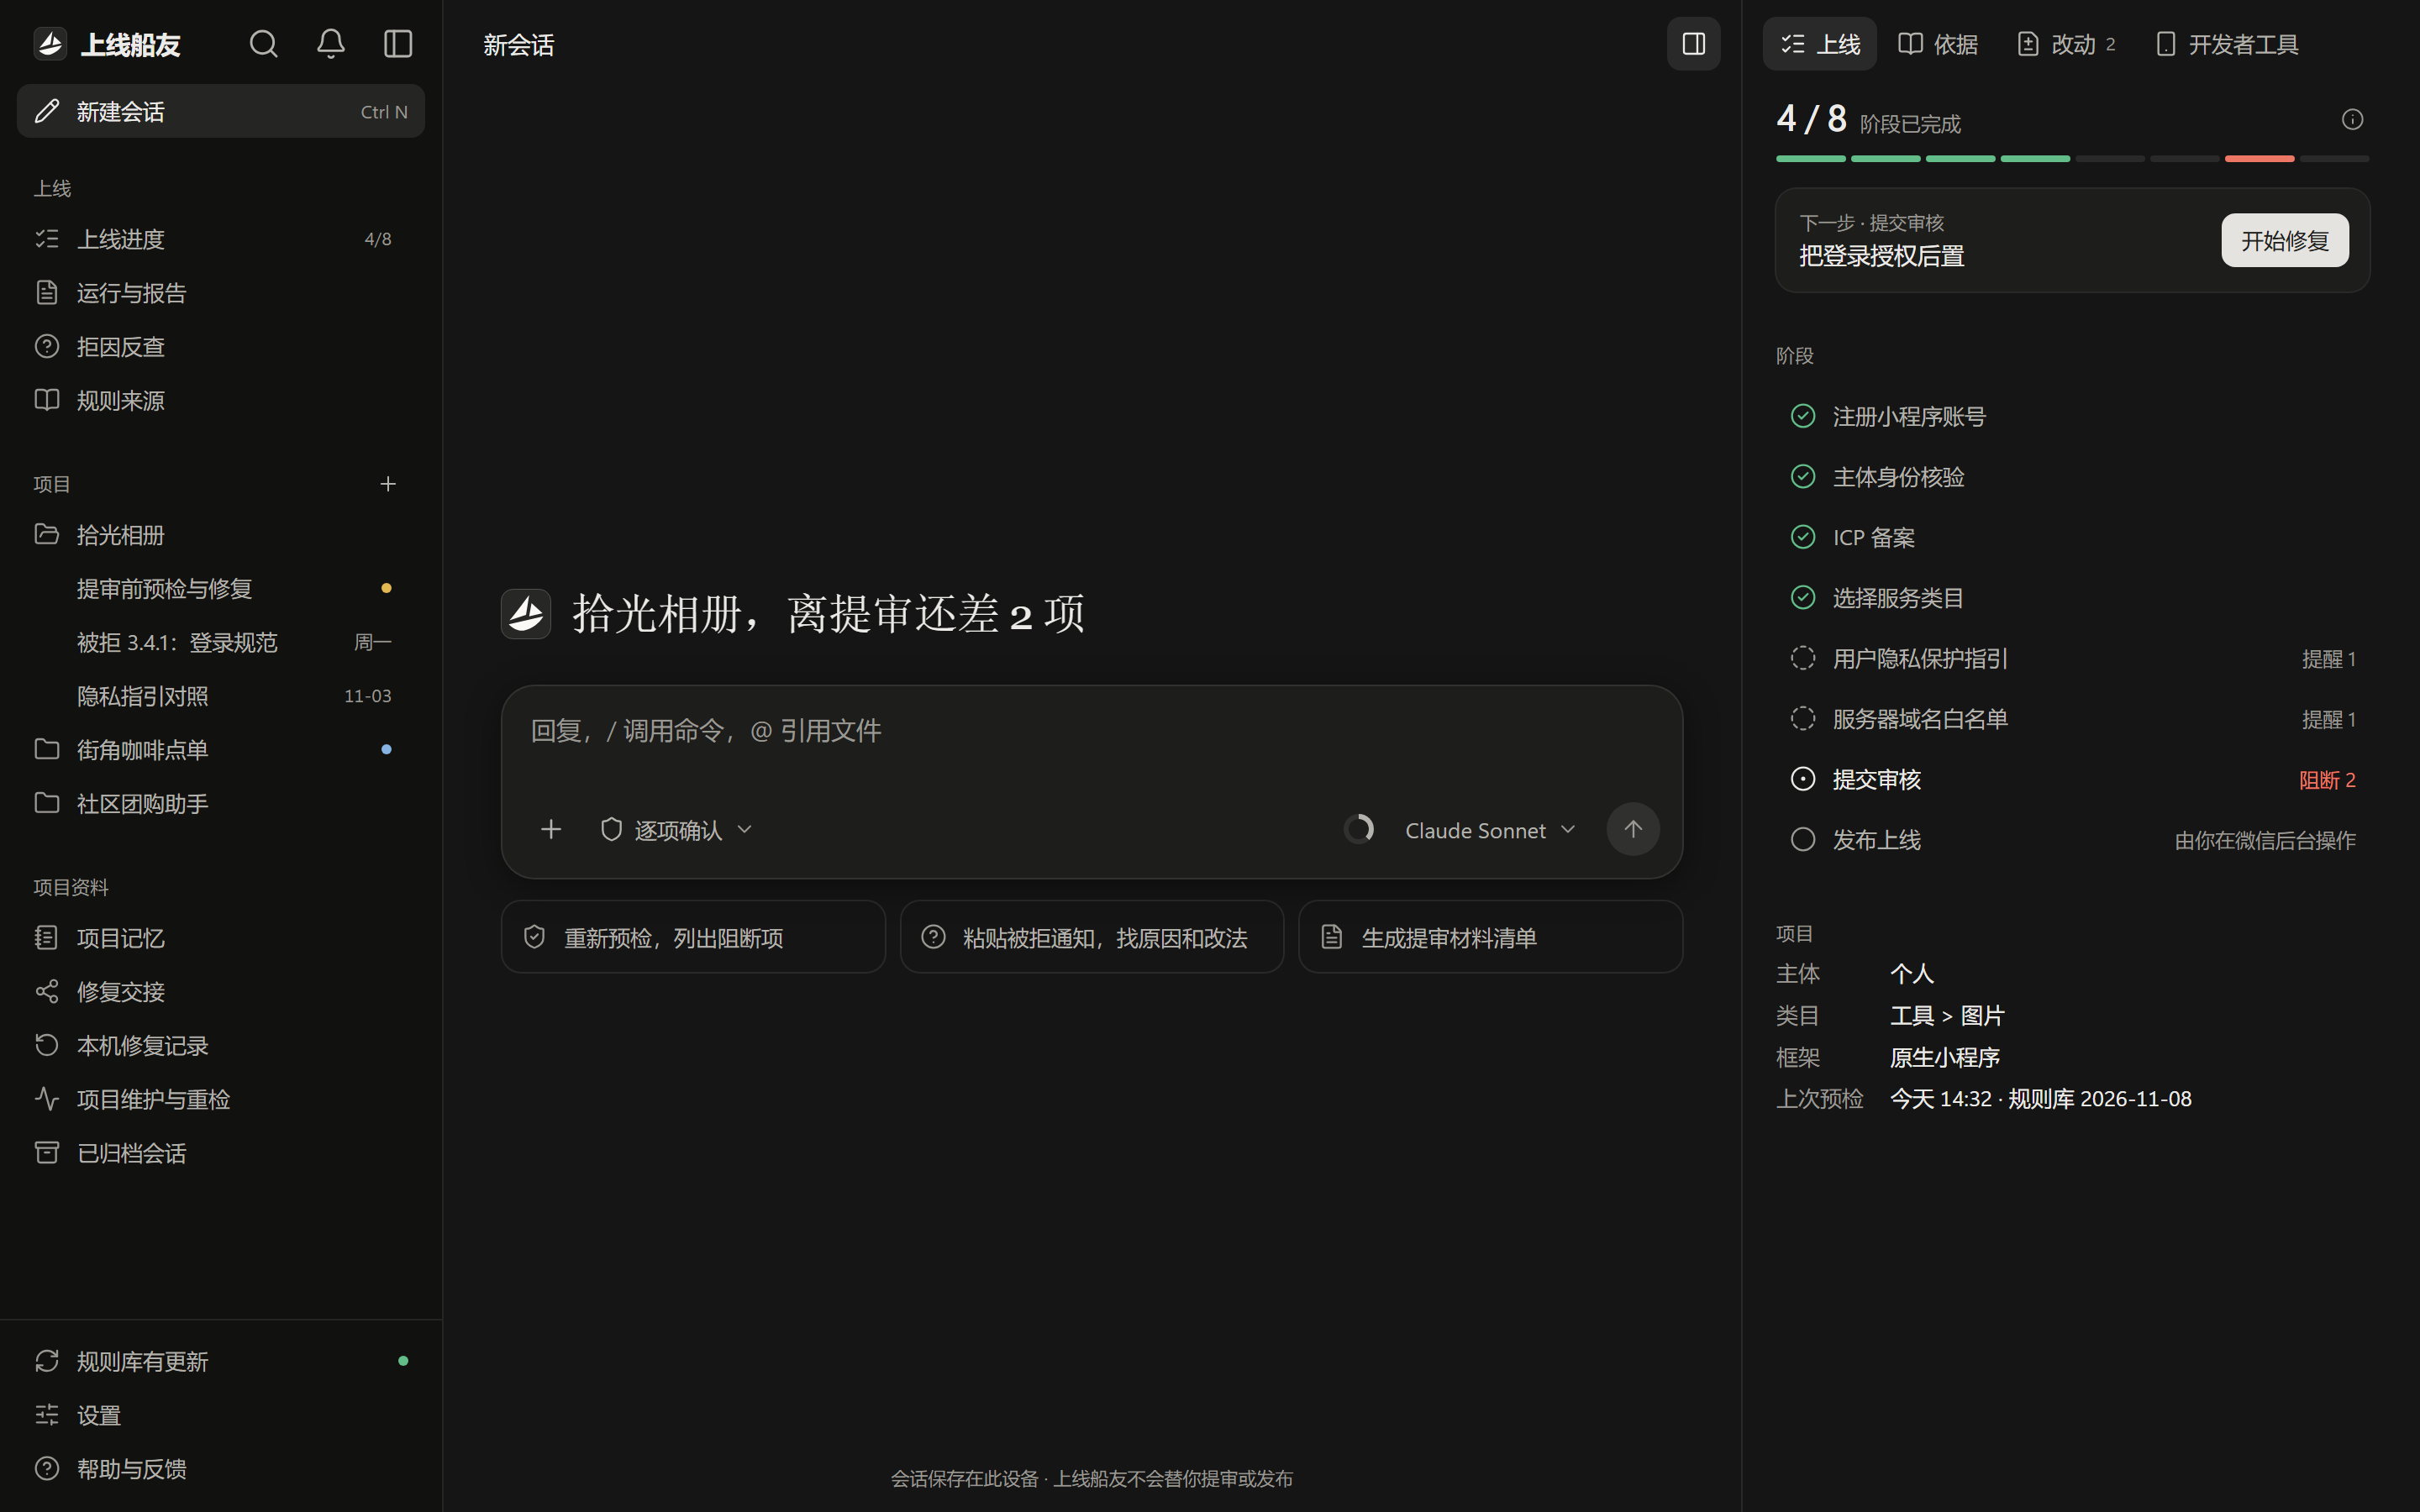 上线船友
新建会话 Ctrl N
上线
上线进度 4/8
运行与报告
拒因反查
规则来源
项目
拾光相册
提审前预检与修复
被拒 3.4.1：登录规范 周一
隐私指引对照 11-03
街角咖啡点单
社区团购助手
项目资料
项目记忆
修复交接
本机修复记录
项目维护与重检
已归档会话
规则库有更新
设置
帮助与反馈
新会话
拾光相册，离提审还差 2 项
回复，/ 调用命令，@ 引用文件
逐项确认
Claude Sonnet
重新预检，列出阻断项
粘贴被拒通知，找原因和改法
生成提审材料清单
会话保存在此设备 · 上线船友不会替你提审或发布
上线 依据 改动 2 开发者工具
4 / 8 阶段已完成
下一步 · 提交审核
把登录授权后置
开始修复
阶段
注册小程序账号
主体身份核验
ICP 备案
选择服务类目
用户隐私保护指引 提醒 1
服务器域名白名单 提醒 1
提交审核 阻断 2
发布上线 由你在微信后台操作
项目
主体 个人
类目 工具 > 图片
框架 原生小程序
上次预检 今天 14:32 · 规则库 2026-11-08